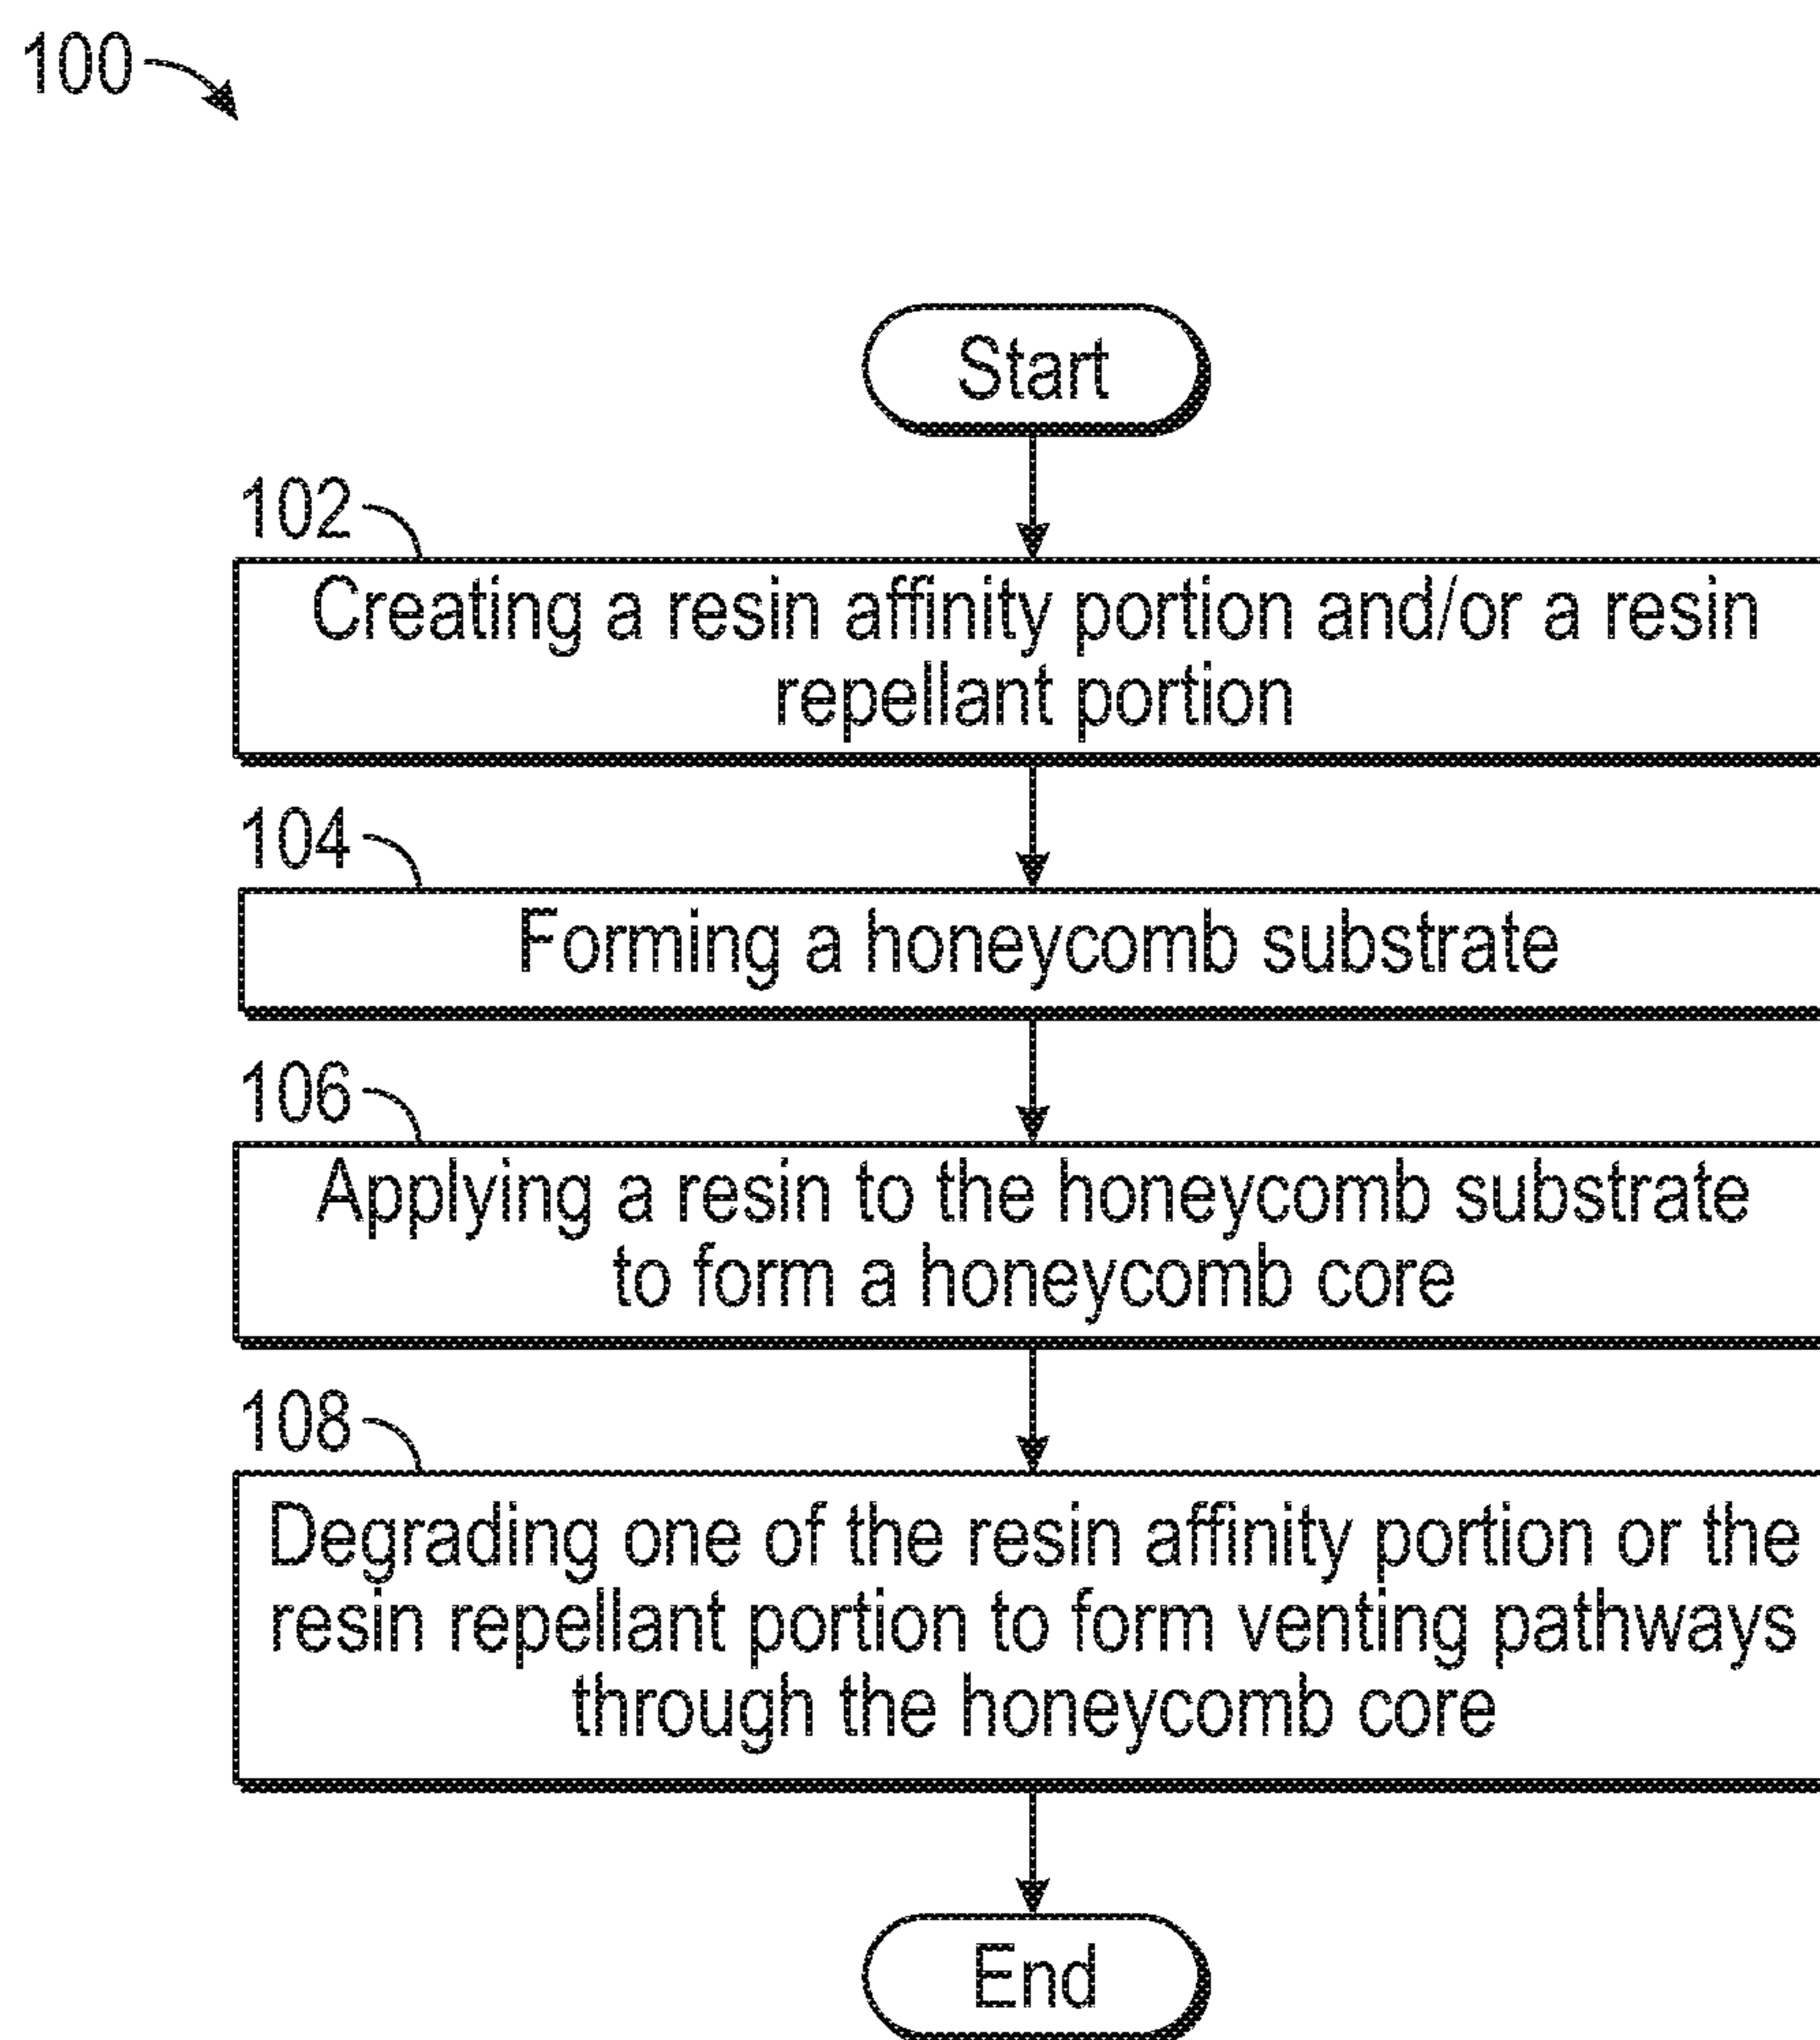 100
Start
102
Creating a resin affinity portion and/or a resin
repellant portion
104
Forming a honeycomb substrate
106
Applying a resin to the honeycomb substrate
to form a honeycomb core
108
Degrading one of the resin affinity portion or the
resin repellant portion to form venting pathways
through the honeycomb core
End